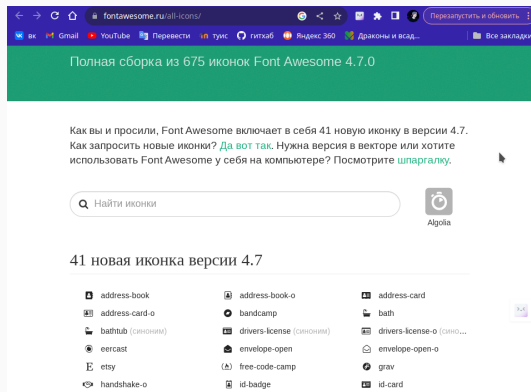 fontawesome.ru/all-icons/
Перезапустить и обновить
вк Gmail YouTube Перевести туис гитхаб Яндекс 360 Драконы и всад... Все закладки
Полная сборка из 675 иконок Font Awesome 4.7.0
Как вы и просили, Font Awesome включает в себя 41 новую иконку в версии 4.7.
Как запросить новые иконки? Да вот так. Нужна версия в векторе или хотите
использовать Font Awesome у себя на компьютере? Посмотрите шпаргалку.
Найти иконки
Algolia
41 новая иконка версии 4.7
address-book address-book-o address-card
address-card-o bandcamp bath
bathtub (синоним) drivers-license (синоним) drivers-license-o (сино...
eercast envelope-open envelope-open-o
etsy free-code-camp grav
handshake-o id-badge id-card